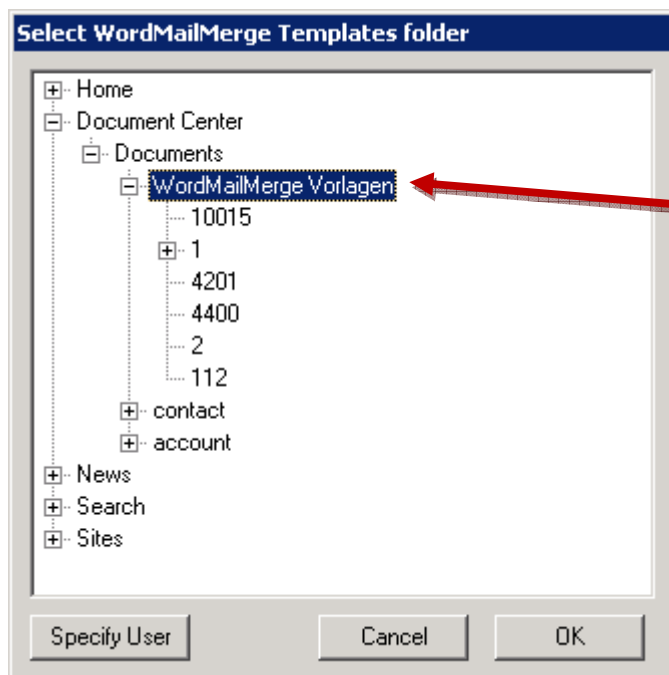 Select WordMailMerge Templates folder
Home
Document Center
Documents
WordMailMerge Vorlagen
10015
1
4201
4400
2
112
contact
account
News
Search
Sites
Specify User
Cancel
OK